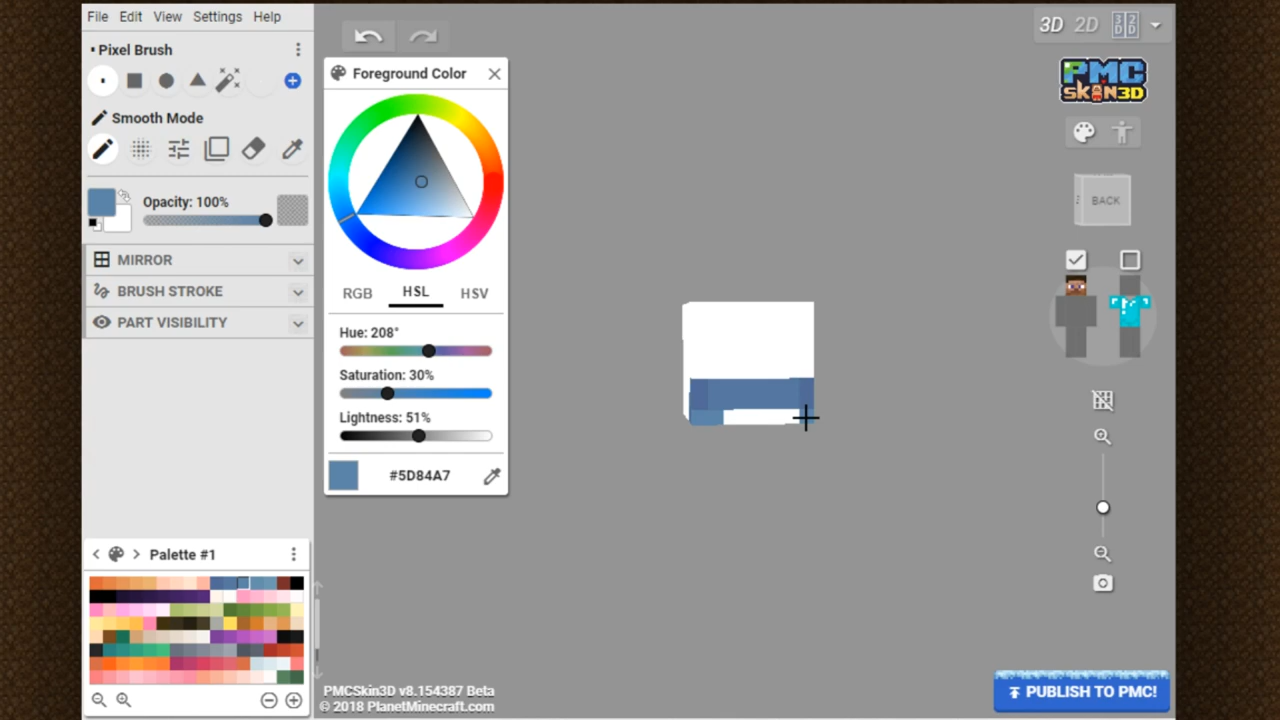 File Edit View Settings Help
Pixel Brush
Smooth Mode
Opacity: 100%
MIRROR
BRUSH STROKE
PART VISIBILITY
Palette #1
Foreground Color
RGB HSL HSV
Hue: 208°
Saturation: 30%
Lightness: 51%
#5D84A7
PMCSkin3D v8.154387 Beta
© 2018 PlanetMinecraft.com
3D 2D 3D 2D
PMC
SKIN3D
BACK
PUBLISH TO PMC!